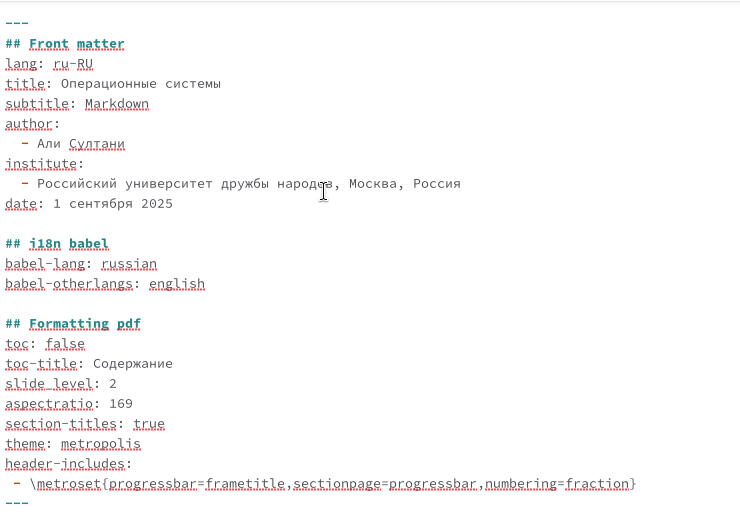 ---
## Front matter
lang: ru-RU
title: Операционные системы
subtitle: Markdown
author:
  - Али Султани
institute:
  - Российский университет дружбы народов, Москва, Россия
date: 1 сентября 2025

## i18n babel
babel-lang: russian
babel-otherlangs: english

## Formatting pdf
toc: false
toc-title: Содержание
slide_level: 2
aspectratio: 169
section-titles: true
theme: metropolis
header-includes:
 - \metroset{progressbar=frametitle,sectionpage=progressbar,numbering=fraction}
---